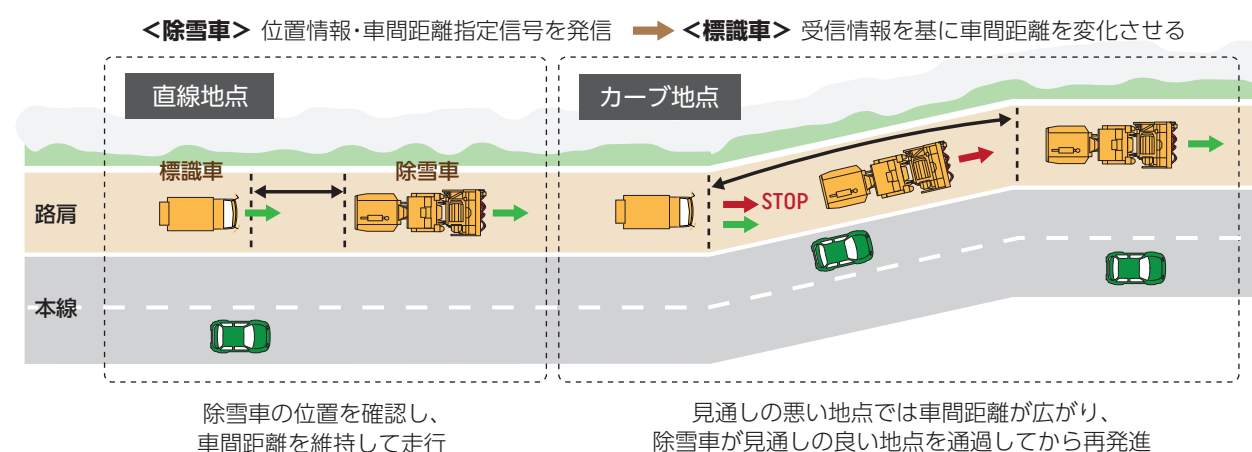 <除雪車> 位置情報・車間距離指定信号を発信 <標識車> 受信情報を基に車間距離を変化させる
直線地点
カーブ地点
標識車
除雪車
路肩
STOP
本線
除雪車の位置を確認し、
車間距離を維持して走行
見通しの悪い地点では車間距離が広がり、
除雪車が見通しの良い地点を通過してから再発進